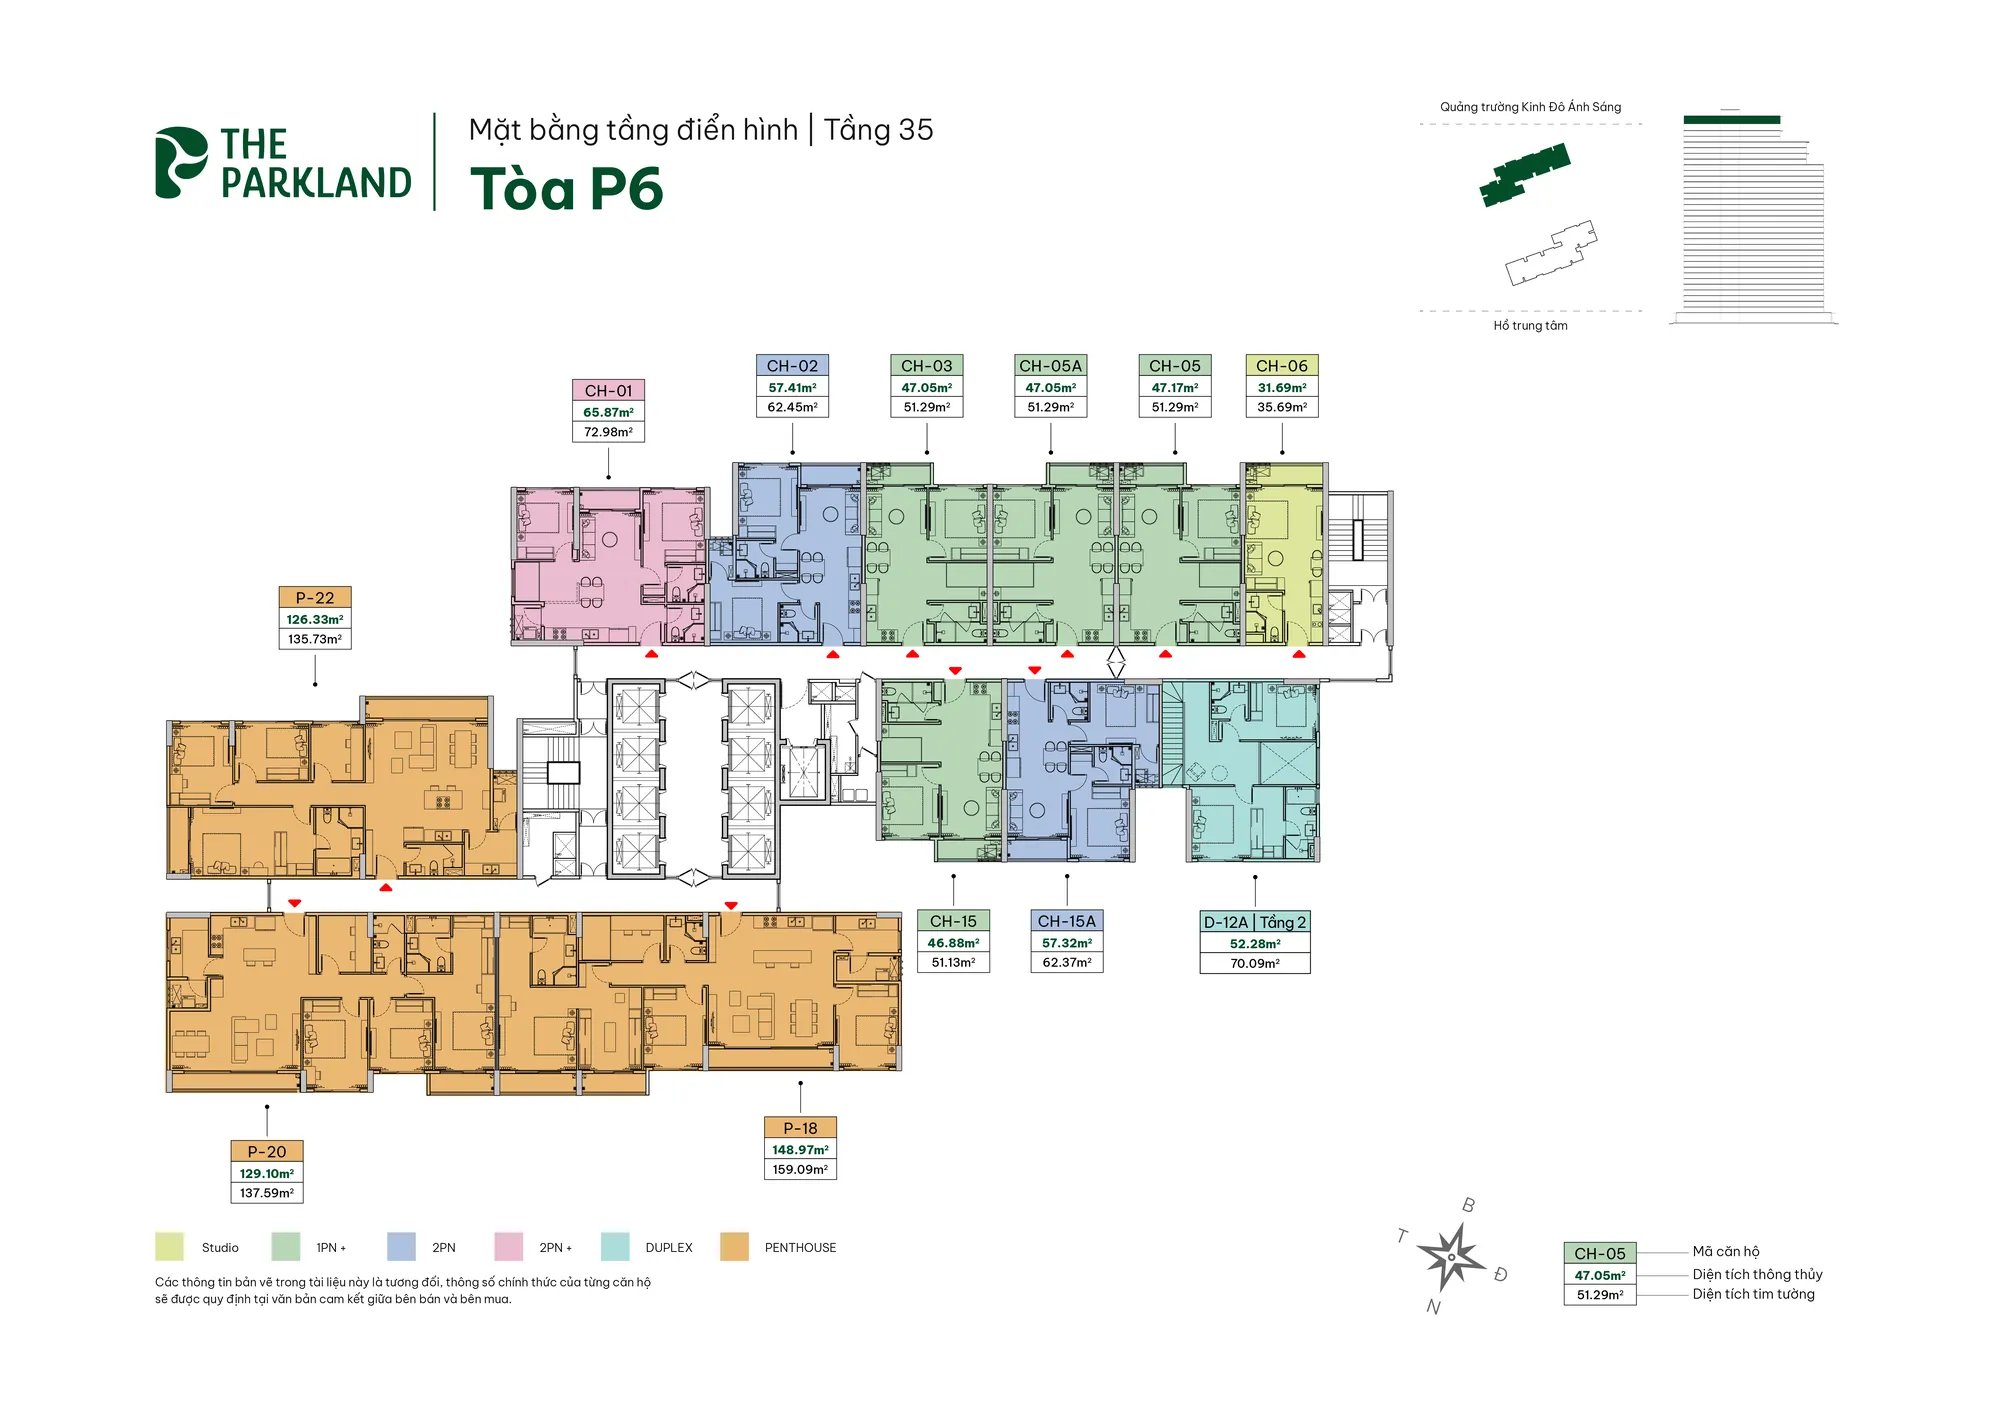 THE
PARKLAND
Mặt bằng tầng điển hình | Tầng 35
Tòa P6
Quảng trường Kinh Đô Ánh Sáng
Hồ trung tâm
CH-01
65.87m²
72.98m²
CH-02
57.41m²
62.45m²
CH-03
47.05m²
51.29m²
CH-05A
47.05m²
51.29m²
CH-05
47.17m²
51.29m²
CH-06
31.69m²
35.69m²
P-22
126.33m²
135.73m²
CH-15
46.88m²
51.13m²
CH-15A
57.32m²
62.37m²
D-12A | Tầng 2
52.28m²
70.09m²
P-20
129.10m²
137.59m²
P-18
148.97m²
159.09m²
Studio
1PN +
2PN
2PN +
DUPLEX
PENTHOUSE
Các thông tin bản vẽ trong tài liệu này là tương đối, thông số chính thức của từng căn hộ
sẽ được quy định tại văn bản cam kết giữa bên bán và bên mua.
B
T
Đ
N
CH-05
47.05m²
51.29m²
Mã căn hộ
Diện tích thông thủy
Diện tích tim tường